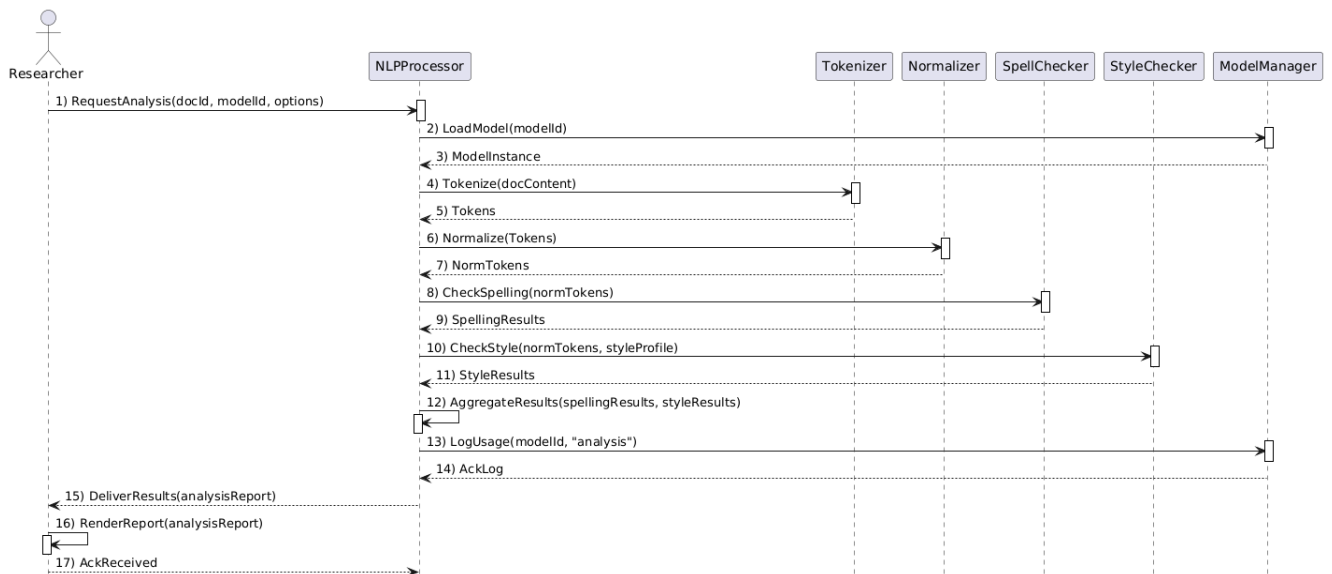 Researcher
NLPProcessor
Tokenizer
Normalizer
SpellChecker
StyleChecker
ModelManager
1) RequestAnalysis(docId, modelId, options)
2) LoadModel(modelId)
3) ModelInstance
4) Tokenize(docContent)
5) Tokens
6) Normalize(Tokens)
7) NormTokens
8) CheckSpelling(normTokens)
9) SpellingResults
10) CheckStyle(normTokens, styleProfile)
11) StyleResults
12) AggregateResults(spellingResults, styleResults)
13) LogUsage(modelId, "analysis")
14) AckLog
15) DeliverResults(analysisReport)
16) RenderReport(analysisReport)
17) AckReceived